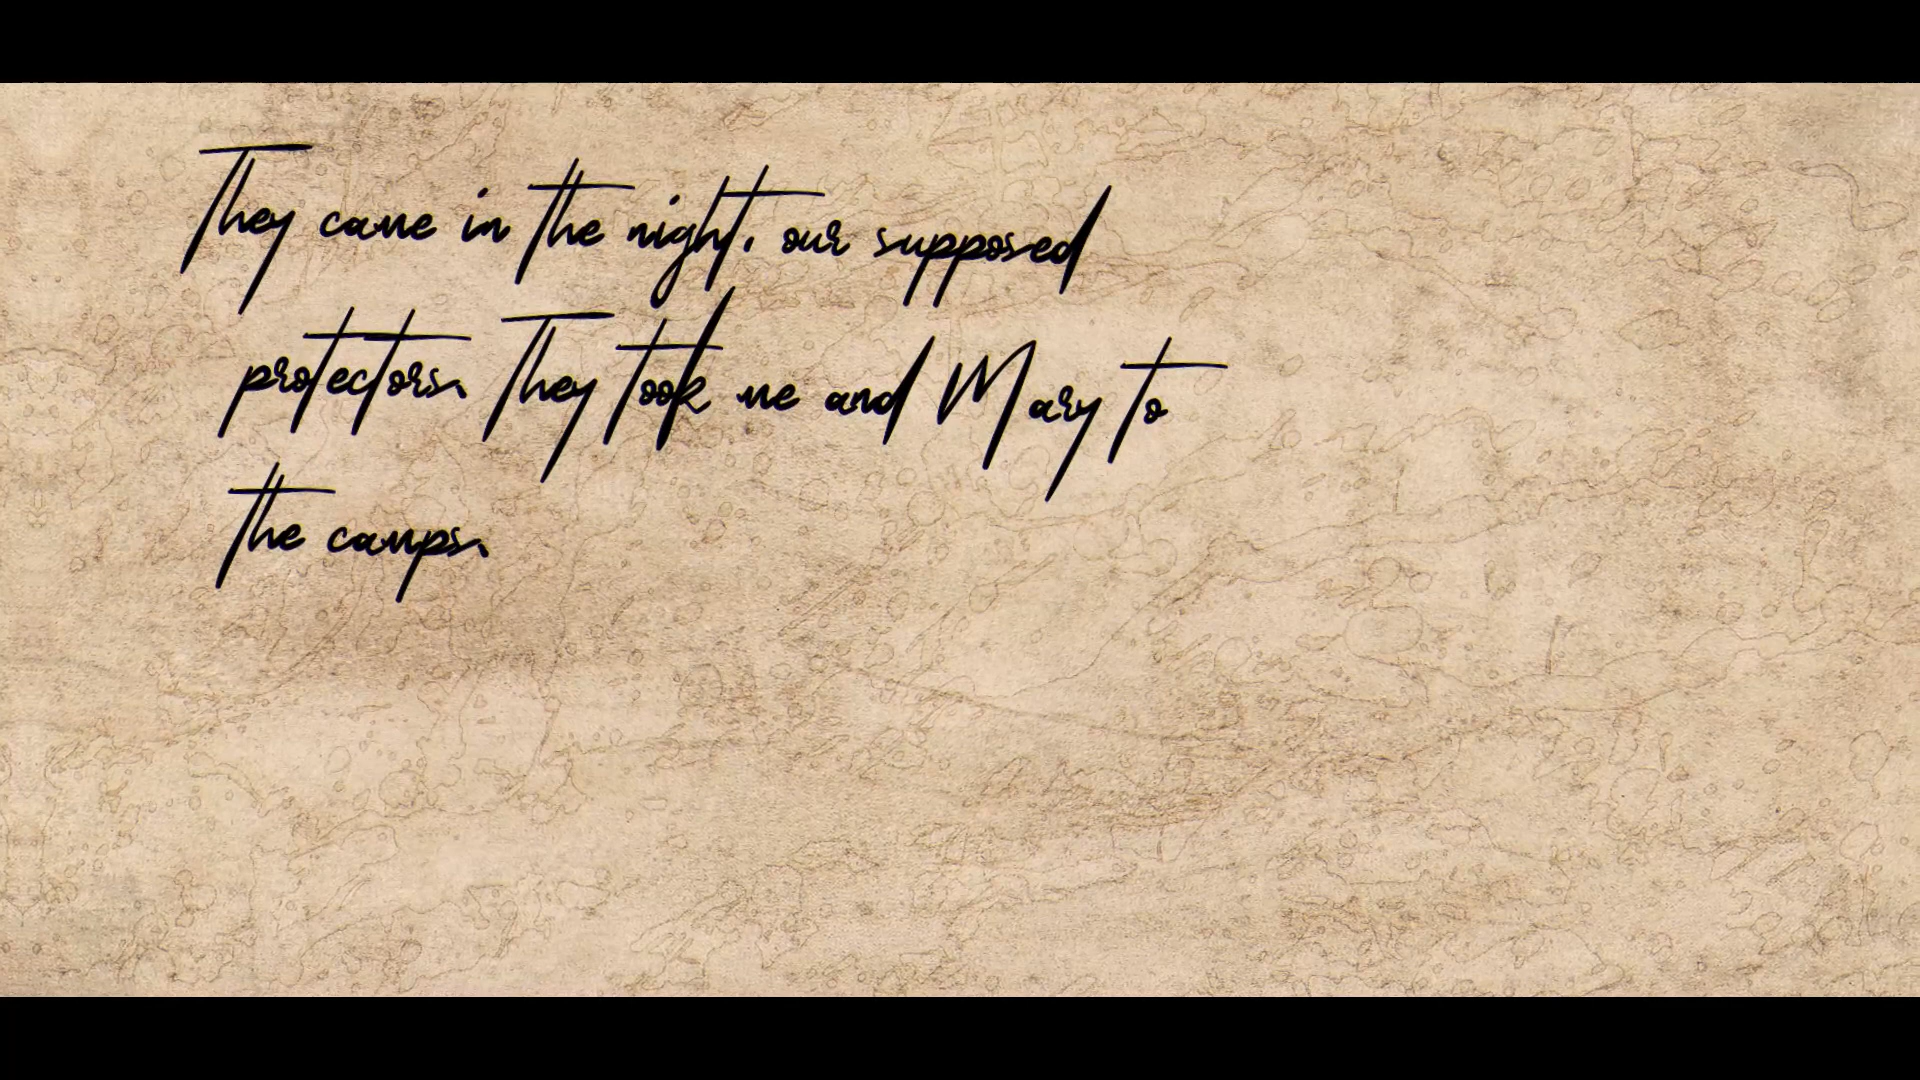 They came in the night, our supposed
protectors. They took me and Mary to
the camps.